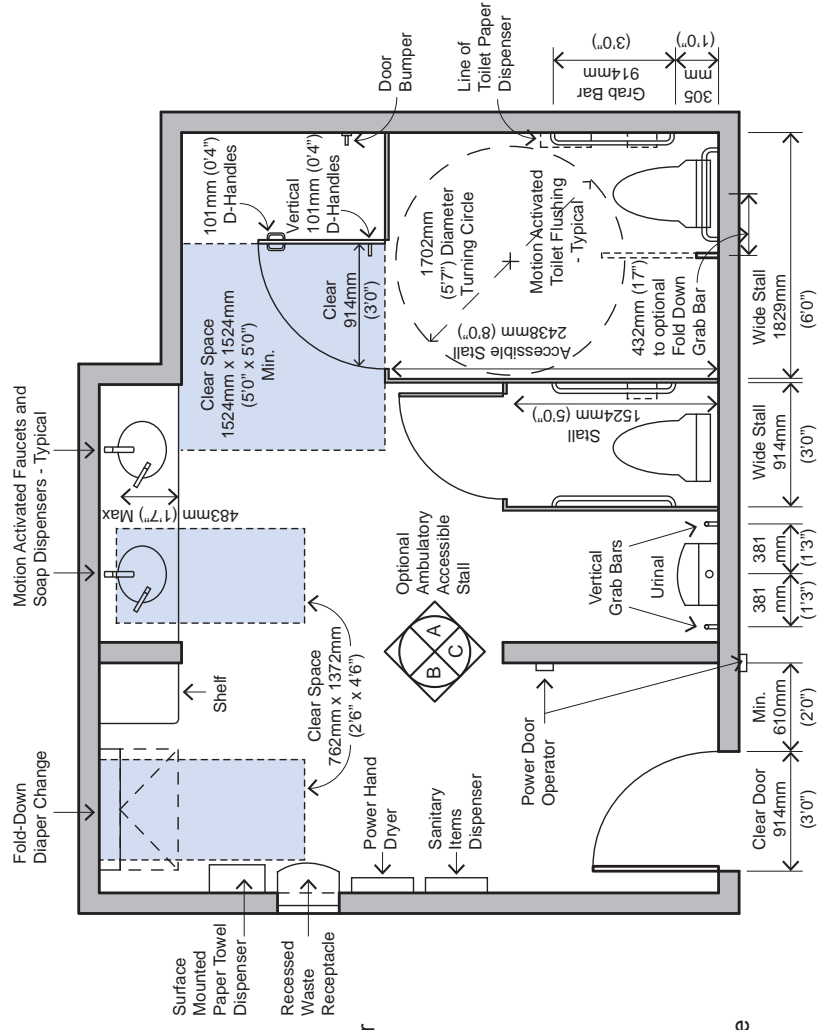 Motion Activated Faucets and
Soap Dispensers - Typical
Fold-Down
Diaper Change
Shelf
483mm (1'7") Max
Clear Space
762mm x 1372mm
(2'6" x 4'6")
Clear Space
1524mm x 1524mm
(5'0" x 5'0")
Min.
101mm (0'4")
D-Handles
Vertical
101mm (0'4")
D-Handles
Door
Bumper
Clear
914mm
(3'0")
Surface
Mounted
Paper Towel
Dispenser
Recessed
Waste
Receptacle
Power Hand
Dryer
Sanitary
Items
Dispenser
A
B
C
Optional
Ambulatory
Accessible
Stall
Power Door
Operator
Vertical
Grab Bars
Urinal
Stall
1524mm (5'0")
Accessible Stall
2438mm (8'0")
1702mm
(5'7") Diameter
Turning Circle
Motion Activated
Toilet Flushing
- Typical
432mm (17")
to optional
Fold Down
Grab Bar
Line of
Toilet Paper
Dispenser
Grab Bar
914mm
(3'0")
305
mm
(1'0")
Clear Door
914mm
(3'0")
Min.
610mm
(2'0")
381
mm
(1'3")
381
mm
(1'3")
Wide Stall
914mm
(3'0")
Wide Stall
1829mm
(6'0")
r
e